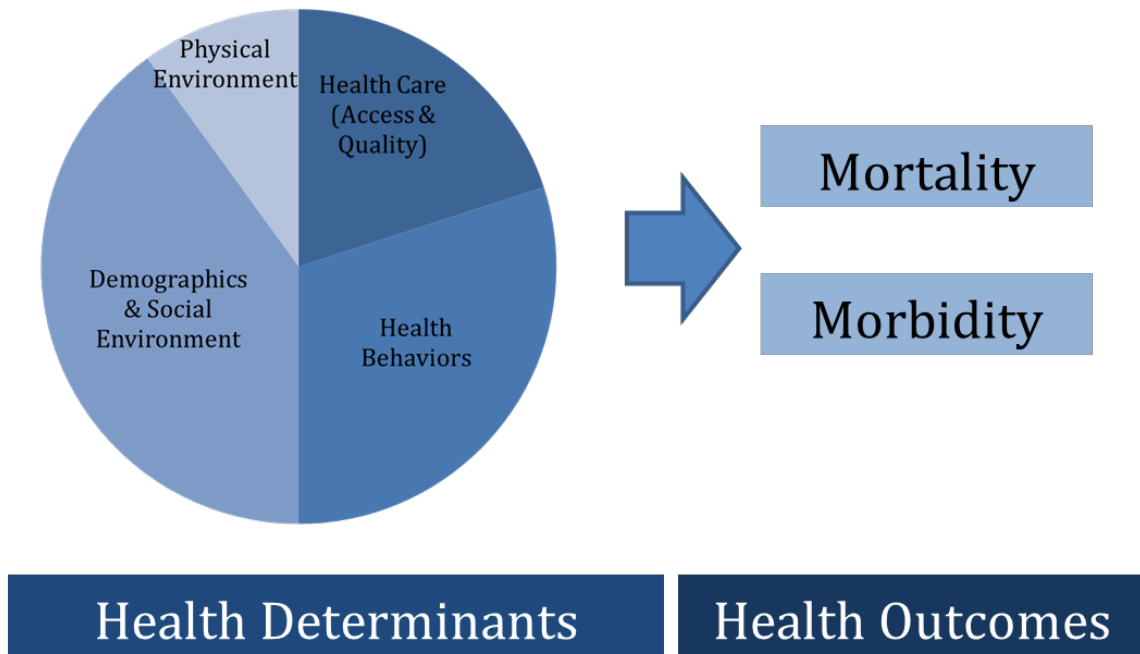 Physical
Environment
Health Care
(Access &
Quality)
Demographics
& Social
Environment
Health
Behaviors
Mortality
Morbidity
Health Determinants
Health Outcomes